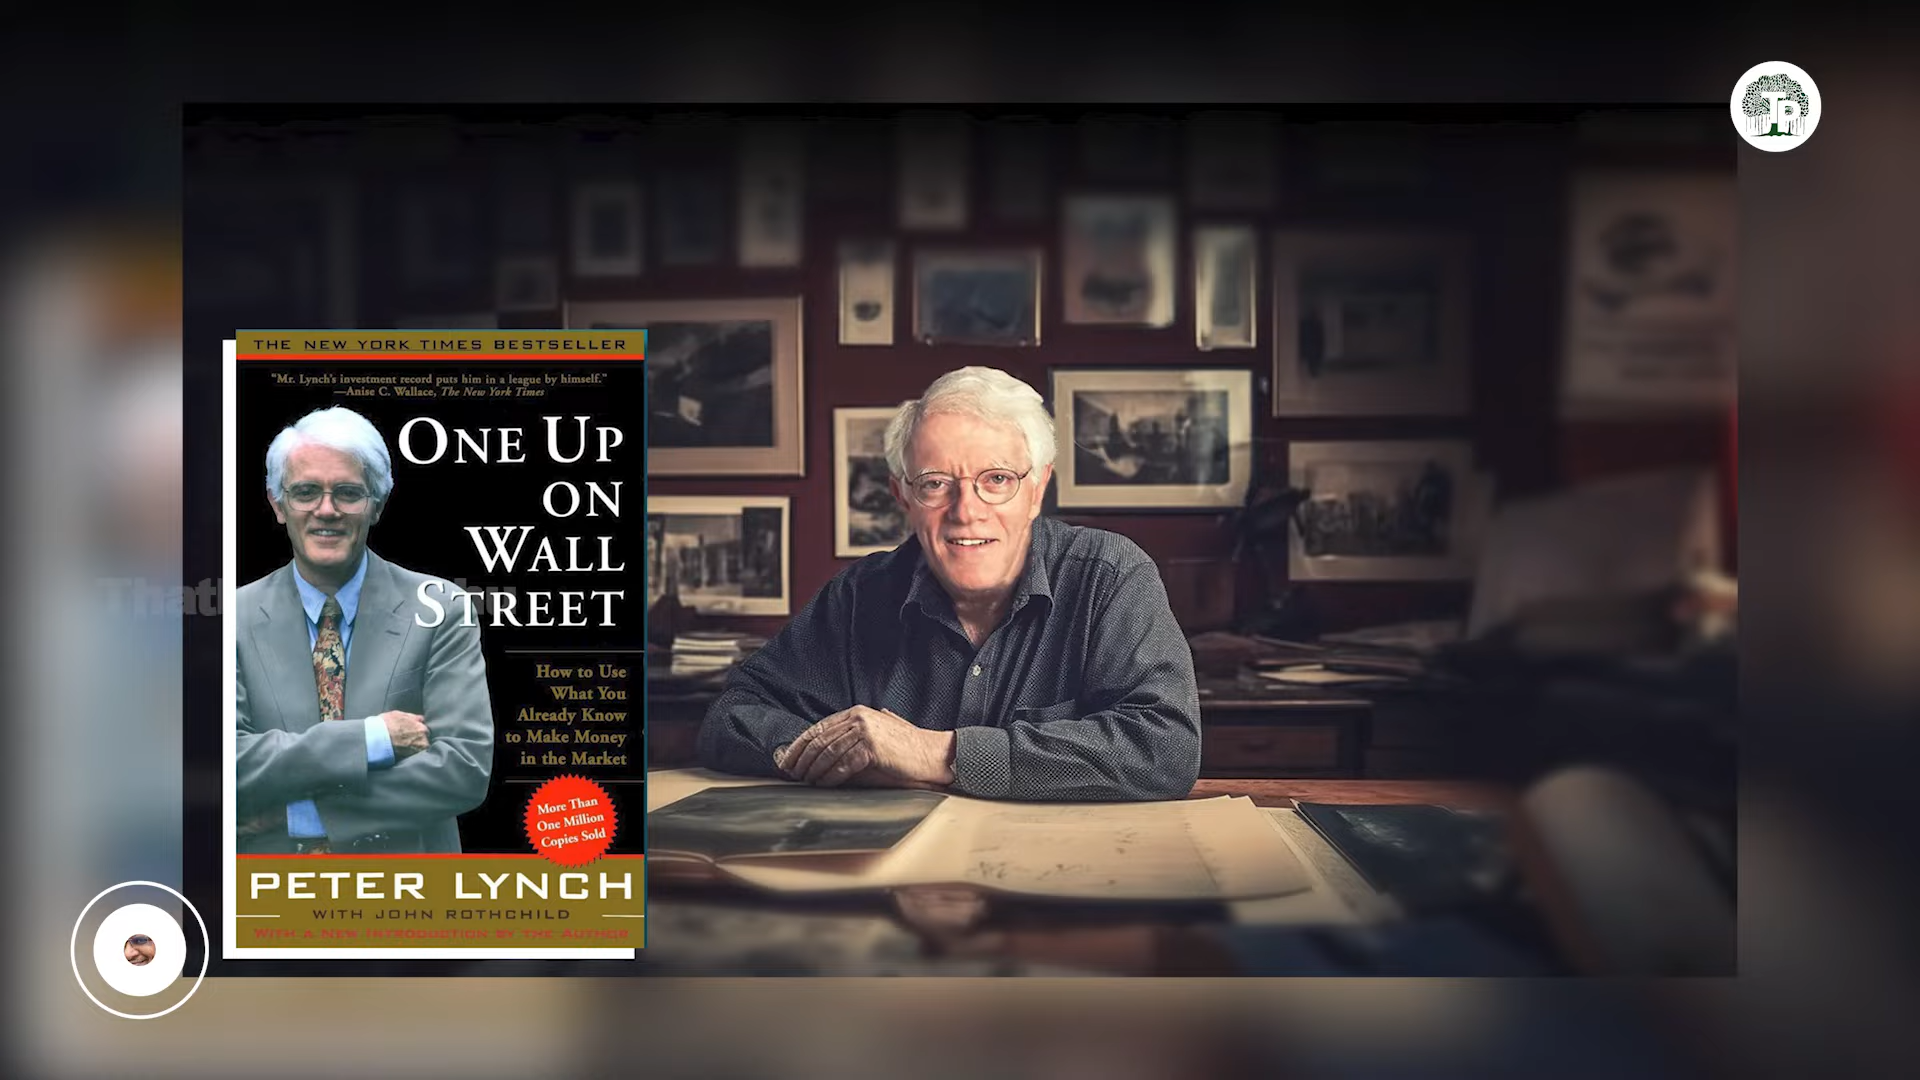 TP
THE NEW YORK TIMES BESTSELLER
"Mr. Lynch's investment record puts him in a league by himself."
—Anise C. Wallace, The New York Times
ONE UP
ON
WALL
STREET
How to Use
What You
Already Know
to Make Money
in the Market
More Than
One Million
Copies Sold
PETER LYNCH
WITH JOHN ROTHCHILD
WITH A NEW INTRODUCTION BY THE AUTHOR